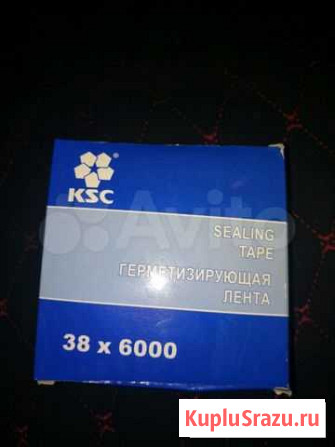 KSC®
SEALING
TAPE
Avito
ГЕРМЕТИЗИРУЮЩАЯ
ЛЕНТА
38 x 6000
KupluSrazu.ru